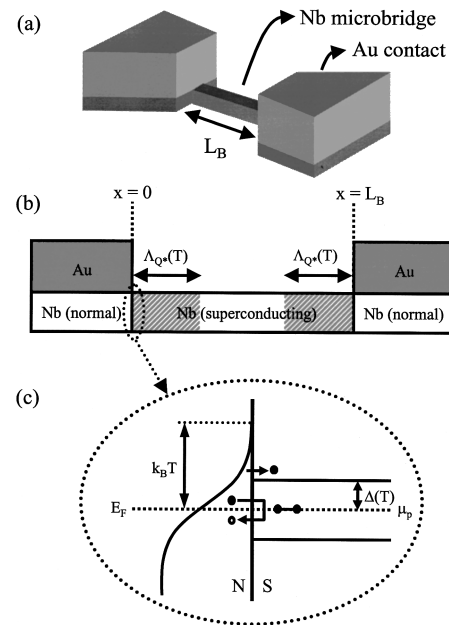 (a)
Nb microbridge
Au contact
L_B
x = 0
x = L_B
(b)
Λ_Q*(T)
Λ_Q*(T)
Au
Au
Nb (normal)
Nb (superconducting)
Nb (normal)
(c)
k_BT
Δ(T)
E_F
μ_p
N
S